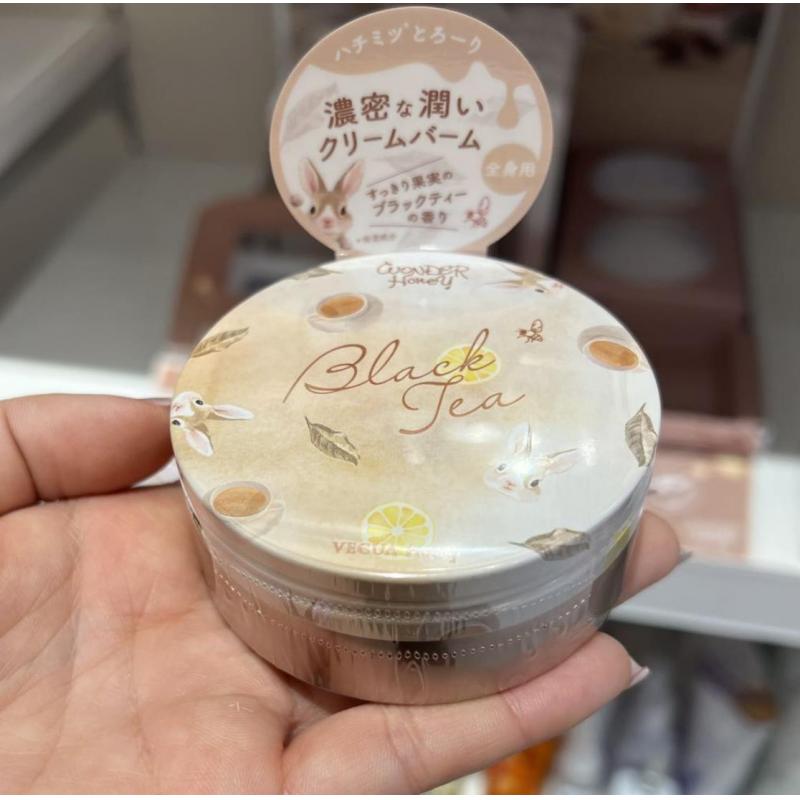 ハチミツとろーり
濃密な潤い
クリームバーム
全身用
すっきり果実の
ブラックティー
の香り
WONDER
Honey
Black
Tea
VECUA Honey